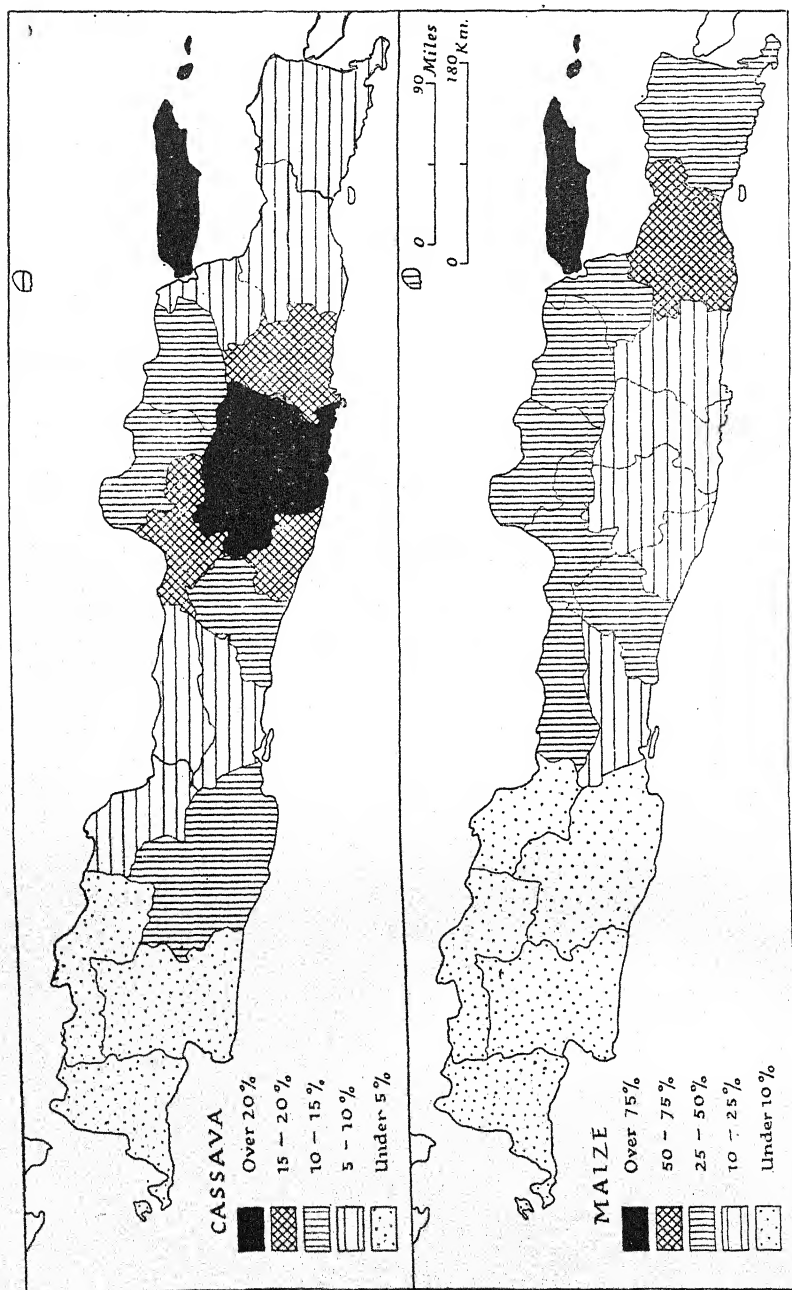 CASSAVA
Over 20%
15 – 20%
10 – 15%
5 – 10%
Under 5%
0 90
Miles
0 180
Km.
MAIZE
Over 75%
50 – 75%
25 – 50%
10 – 25%
Under 10%